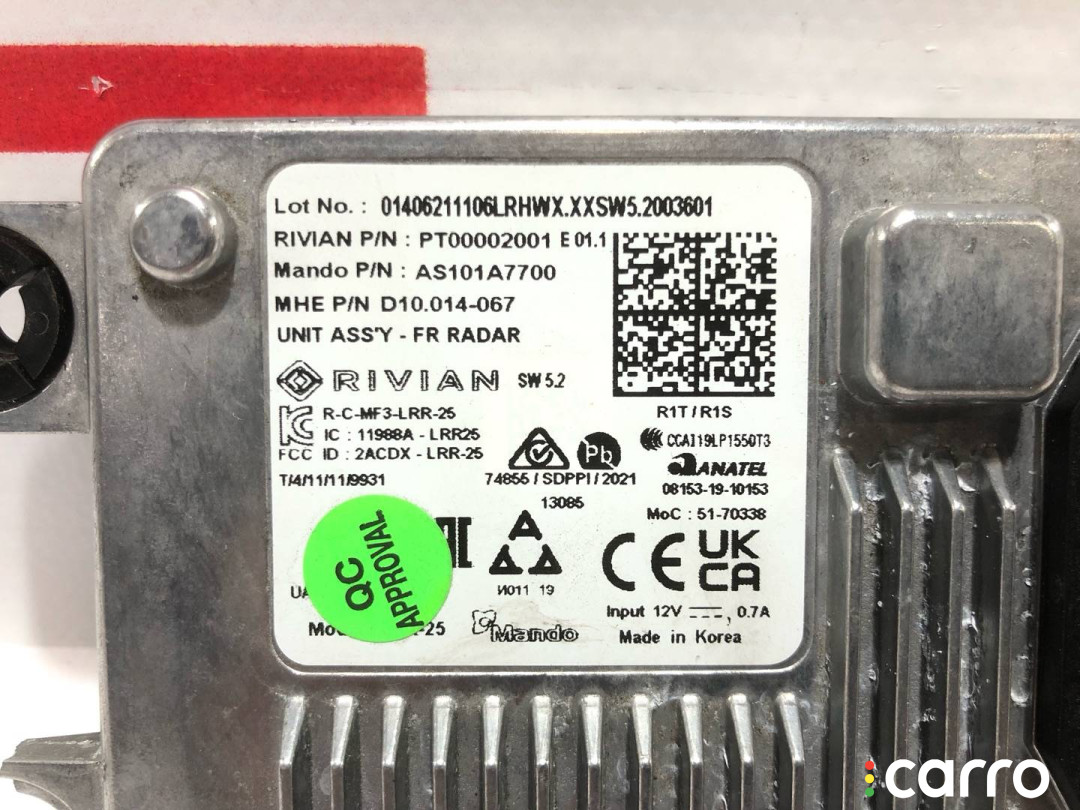 Lot No. : 01406211106LRHWX.XXSW5.2003601
RIVIAN P/N : PT00002001 E 01.1
Mando P/N : AS101A7700
MHE P/N D10.014-067
UNIT ASS'Y - FR RADAR
RIVIAN SW 5.2
R1T / R1S
R-C-MF3-LRR-25
IC : 11988A - LRR25
FCC ID : 2ACDX - LRR-25
CCAI19LP1550T3
Pb
ANATEL
T/4/11/11/9931
74855 / SDPPI / 2021
08153-19-10153
13085
MoC : 51-70338
QC
APPROVAL
A
CE
UK
CA
И011 19
Input 12V , 0.7A
-25
Mando
Made in Korea
carro